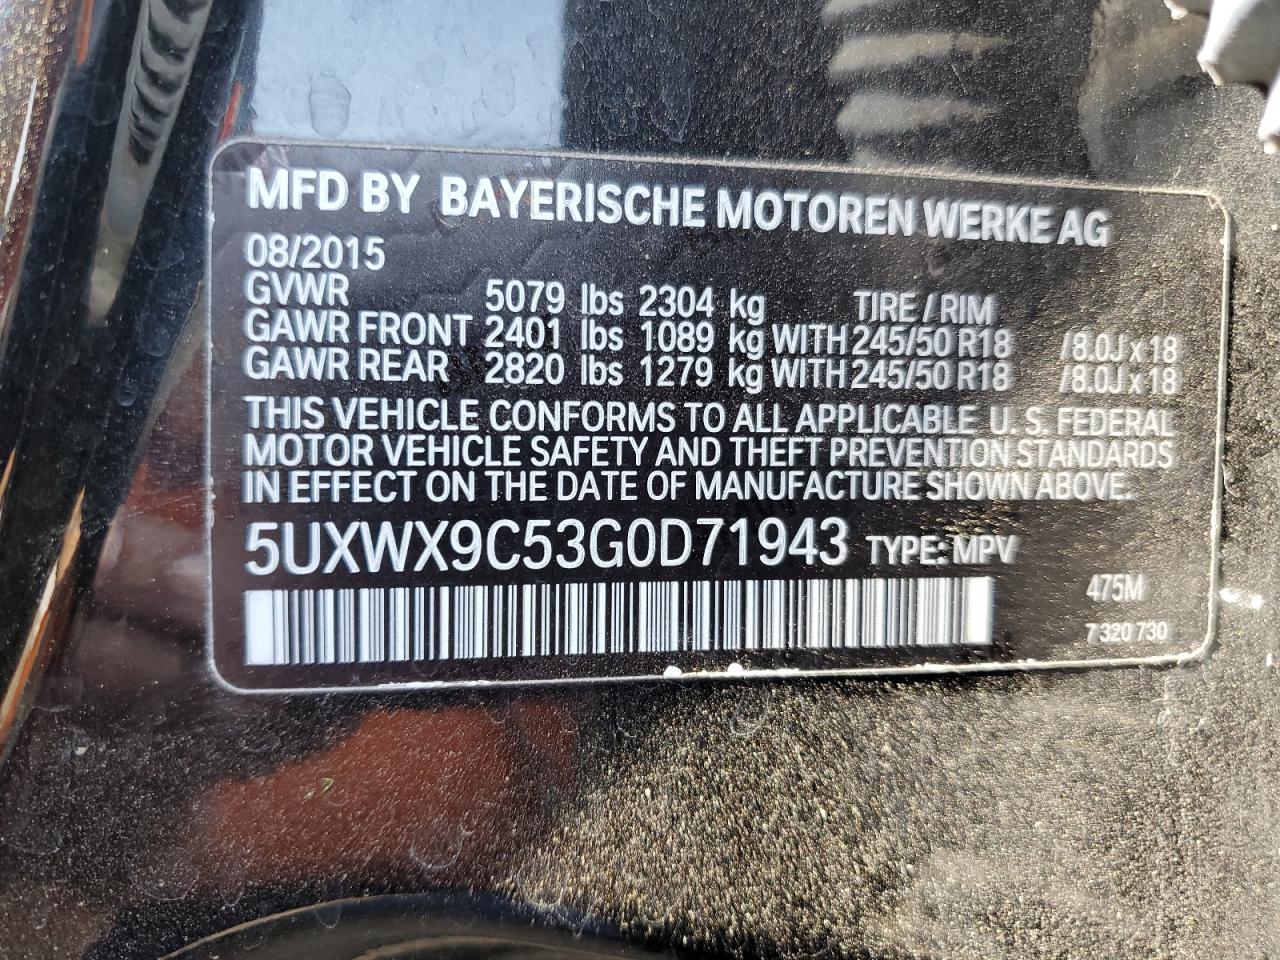 MFD BY BAYERISCHE MOTOREN WERKE AG
08/2015
GVWR 5079 lbs 2304 kg TIRE / RIM
GAWR FRONT 2401 lbs 1089 kg WITH 245/50 R18 /8.0J x 18
GAWR REAR 2820 lbs 1279 kg WITH 245/50 R18 /8.0J x 18
THIS VEHICLE CONFORMS TO ALL APPLICABLE U. S. FEDERAL
MOTOR VEHICLE SAFETY AND THEFT PREVENTION STANDARDS
IN EFFECT ON THE DATE OF MANUFACTURE SHOWN ABOVE.
5UXWX9C53G0D71943 TYPE: MPV
475M
7 320 730